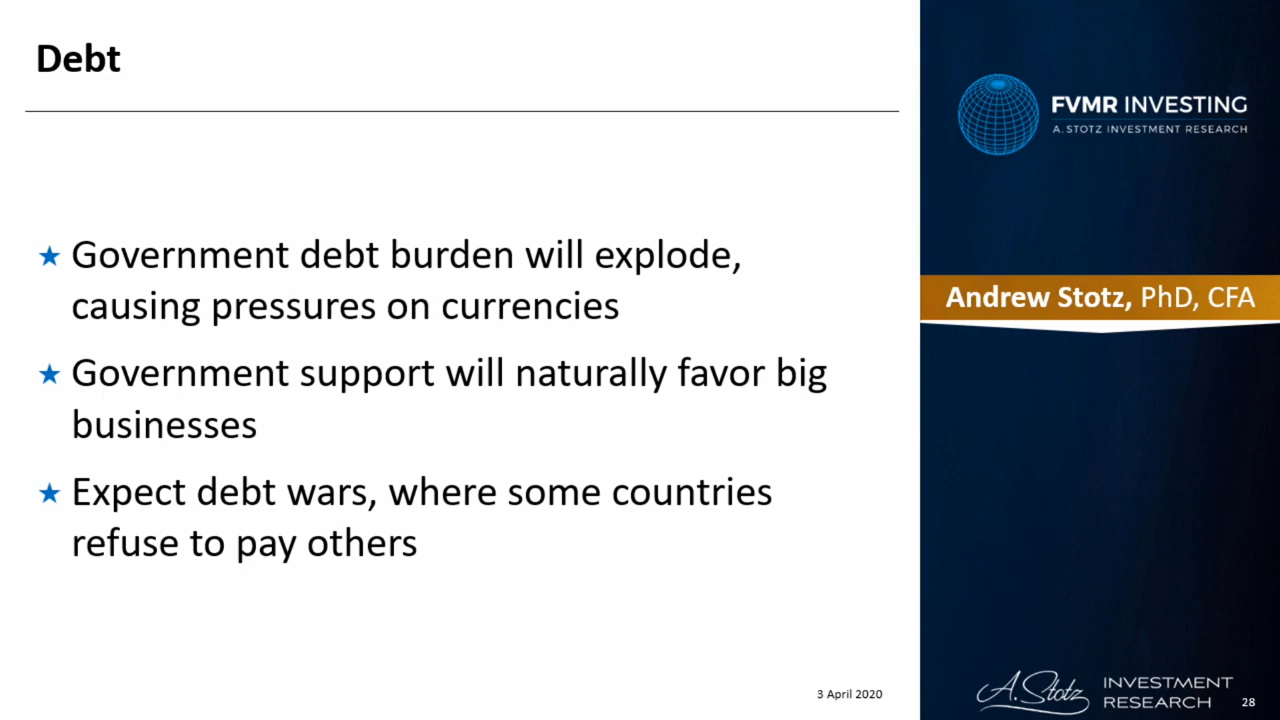 Debt
★ Government debt burden will explode,
causing pressures on currencies
★ Government support will naturally favor big
businesses
★ Expect debt wars, where some countries
refuse to pay others
3 April 2020
FVMR INVESTING
A. STOTZ INVESTMENT RESEARCH
Andrew Stotz, PhD, CFA
A. Stotz INVESTMENT
RESEARCH
28